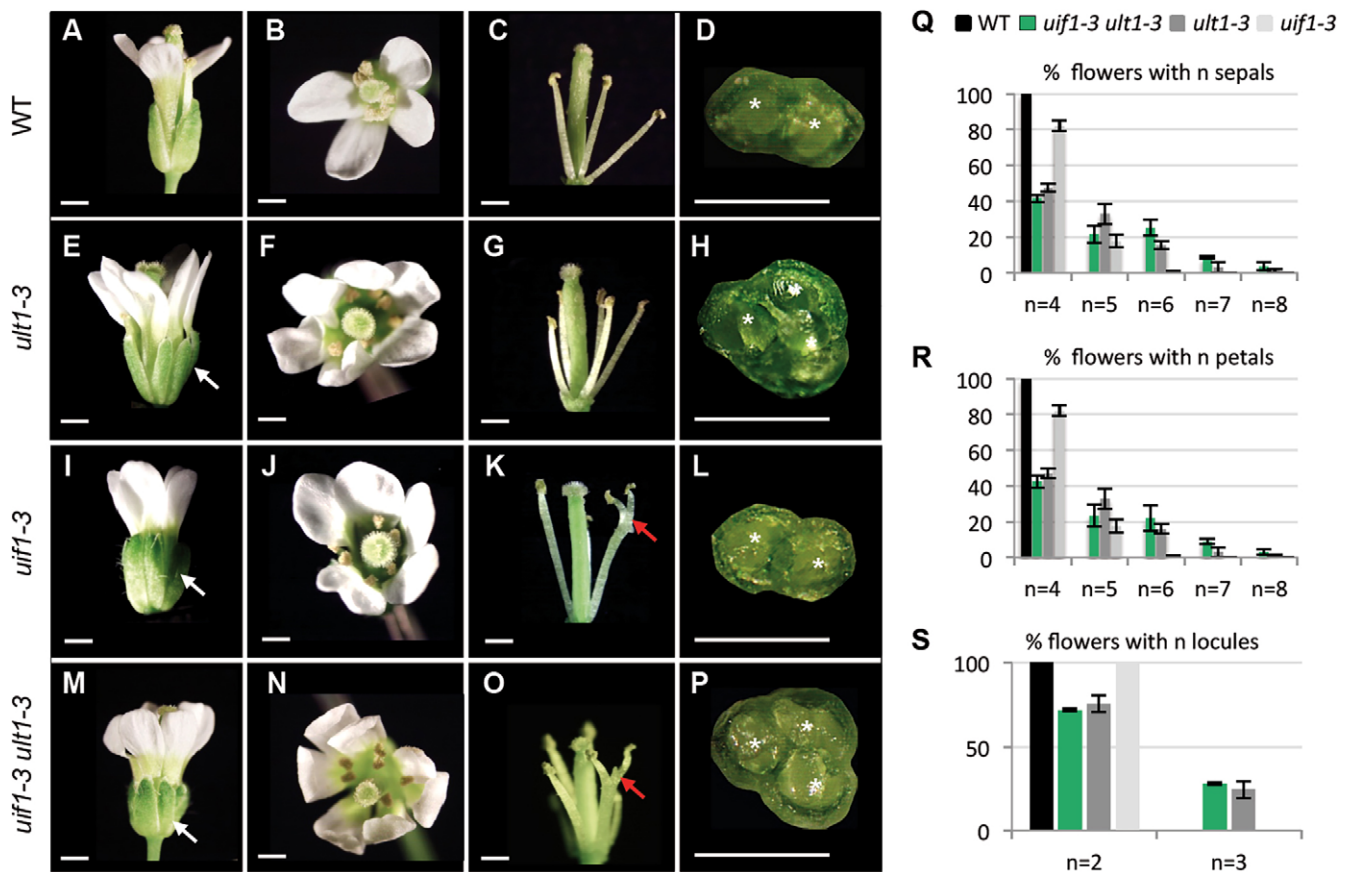 A B C D
WT
E F G H
ult1-3
I J K L
uif1-3
M N O P
uif1-3 ult1-3
Q WT uif1-3 ult1-3 ult1-3 uif1-3
% flowers with n sepals
100
80
60
40
20
0
n=4 n=5 n=6 n=7 n=8
R % flowers with n petals
100
80
60
40
20
0
n=4 n=5 n=6 n=7 n=8
S % flowers with n locules
100
50
0
n=2 n=3